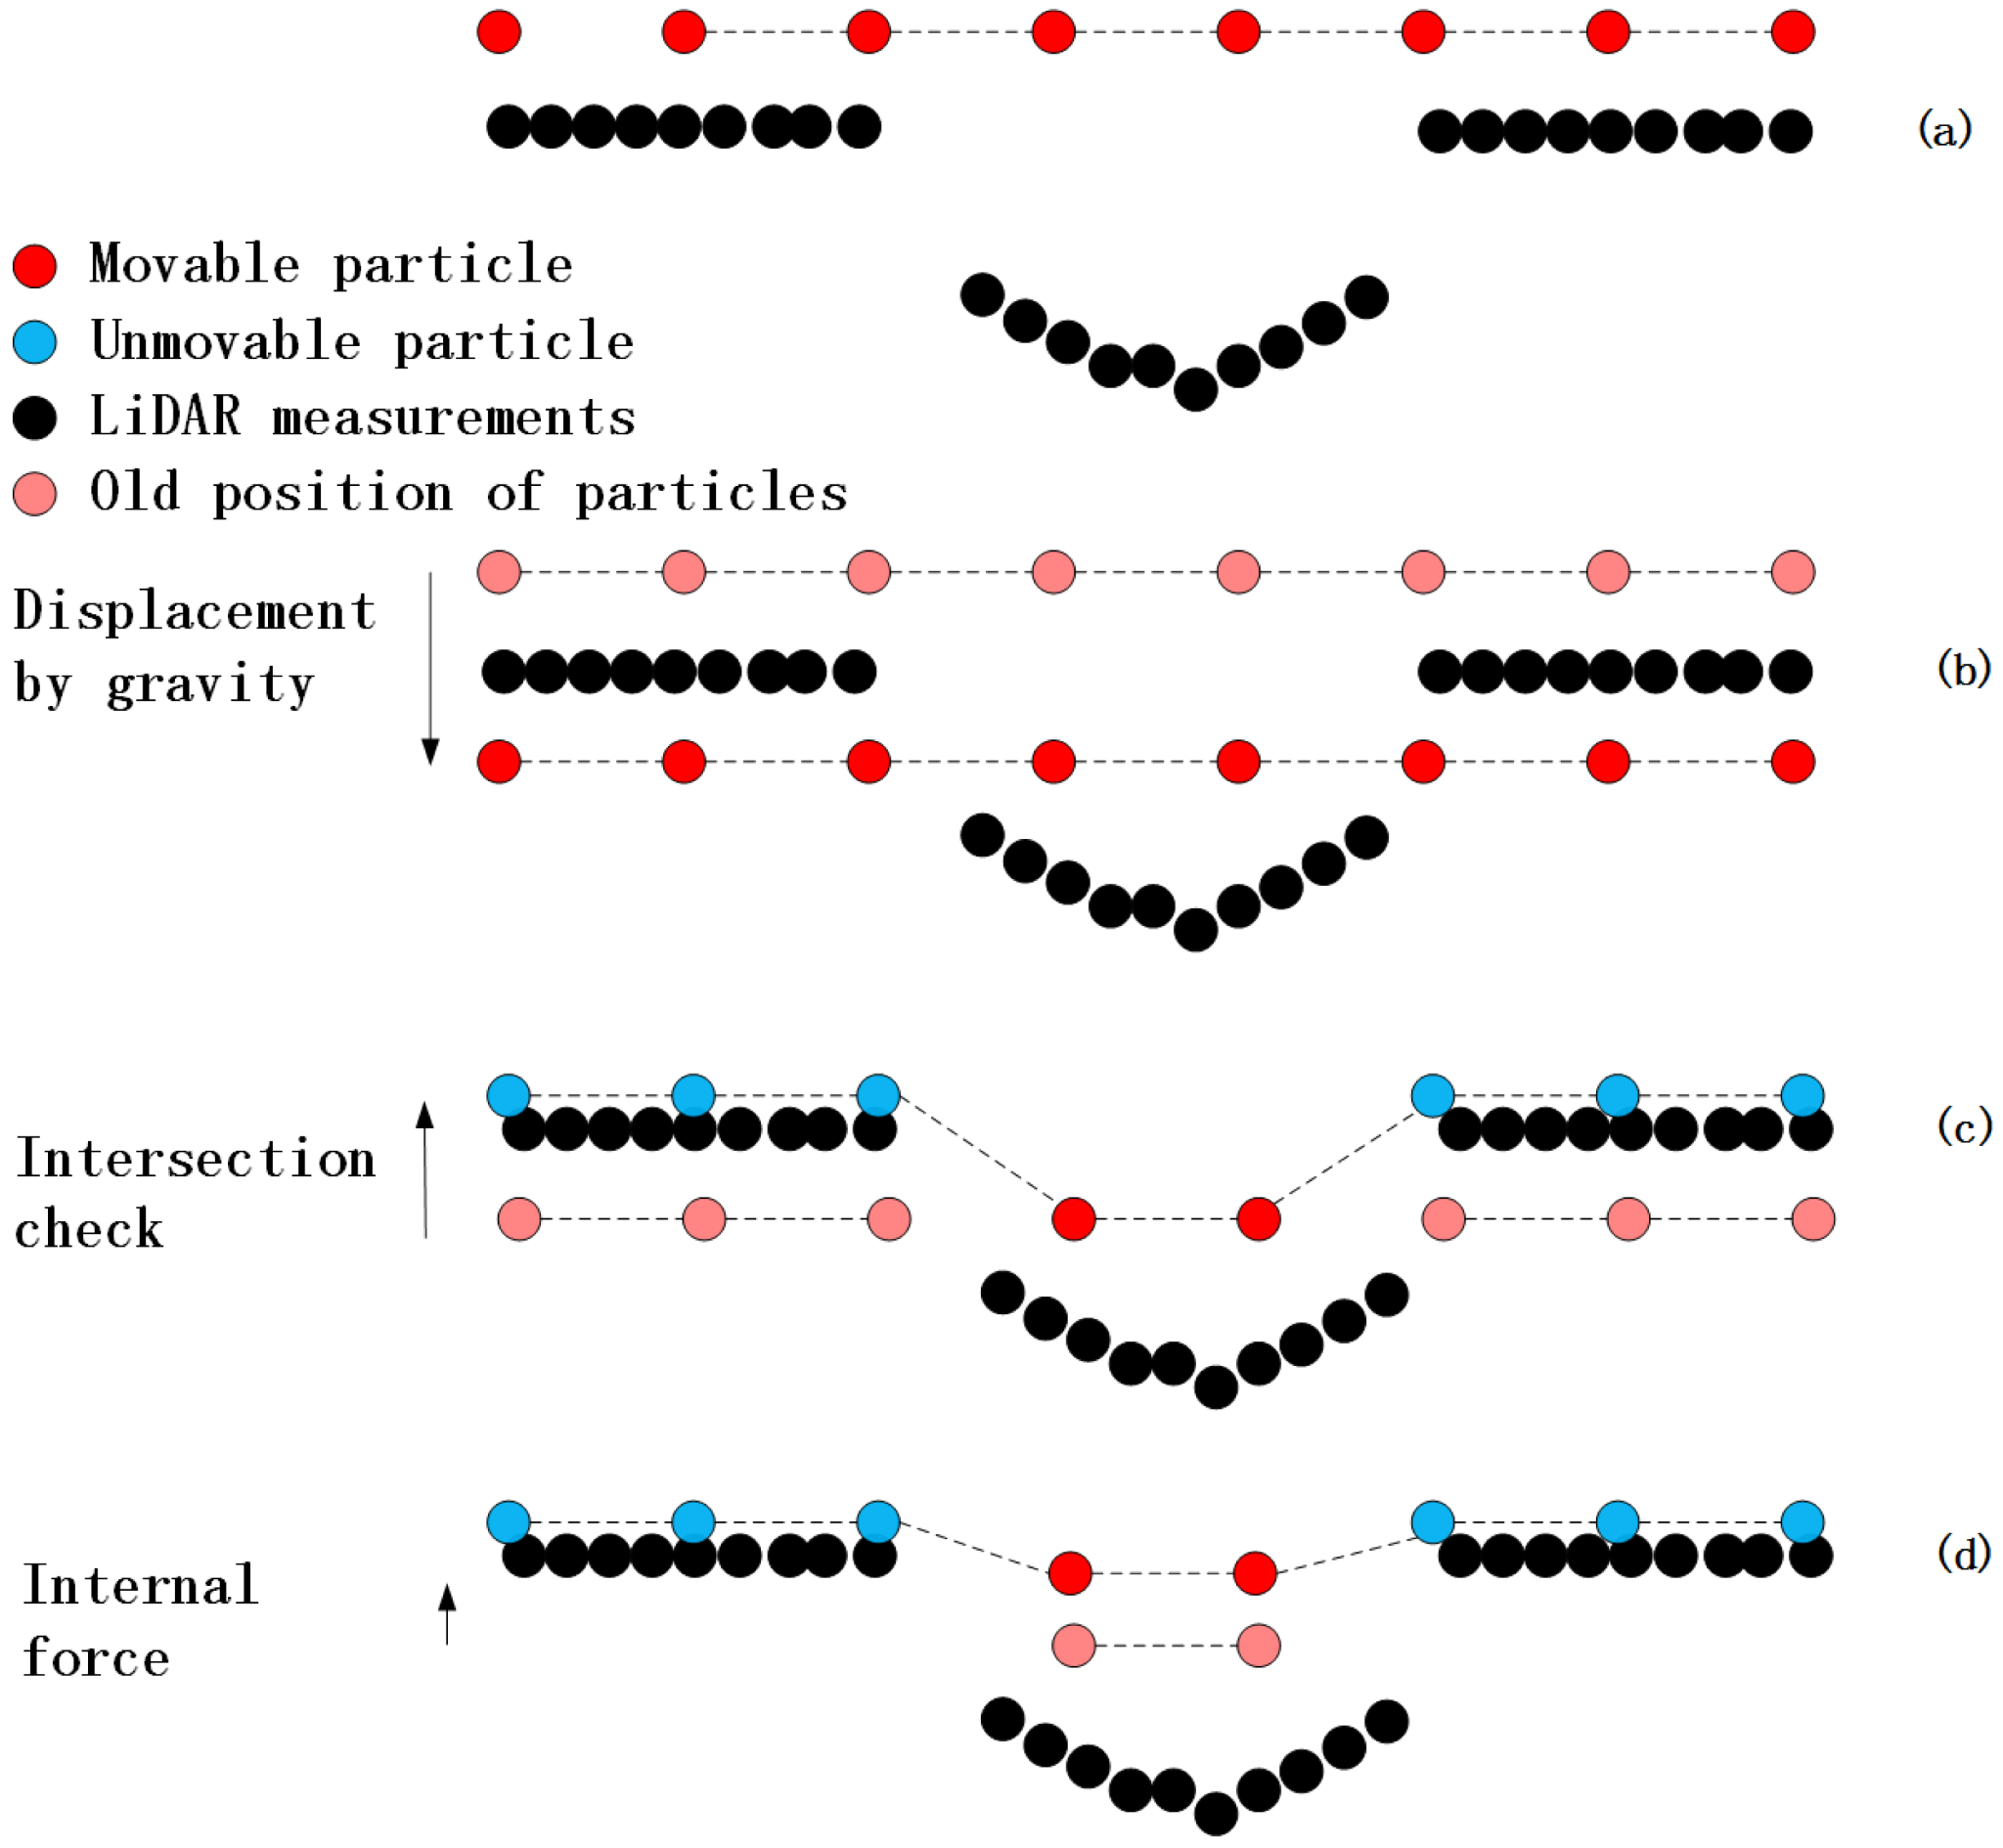 (a)
Movable particle
Unmovable particle
LiDAR measurements
Old position of particles
Displacement
by gravity
(b)
Intersection
check
(c)
Internal
force
(d)